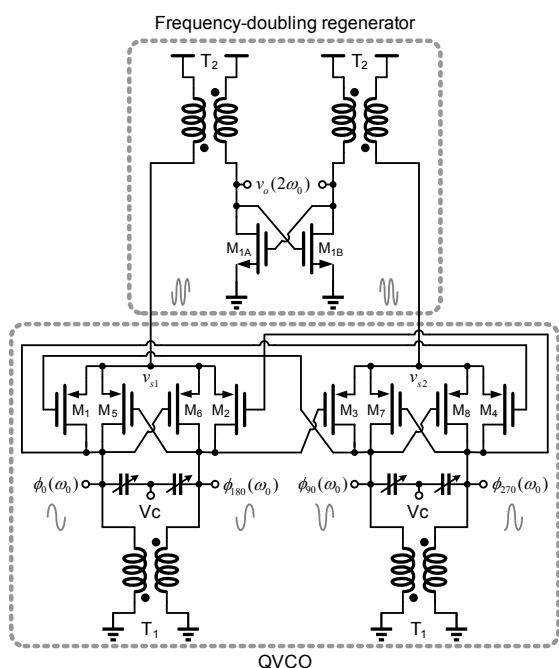 Frequency-doubling regenerator
T2 T2
vo(2ω0)
M1A M1B
vs1 vs2
M1 M5 M6 M2 M3 M7 M8 M4
ϕ0(ω0) ϕ180(ω0) ϕ90(ω0) ϕ270(ω0)
Vc Vc
T1 T1
QVCO